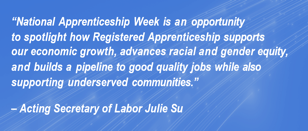 “National Apprenticeship Week is an opportunity
to spotlight how Registered Apprenticeship supports
our economic growth, advances racial and gender equity,
and builds a pipeline to good quality jobs while also
supporting underserved communities.”
– Acting Secretary of Labor Julie Su